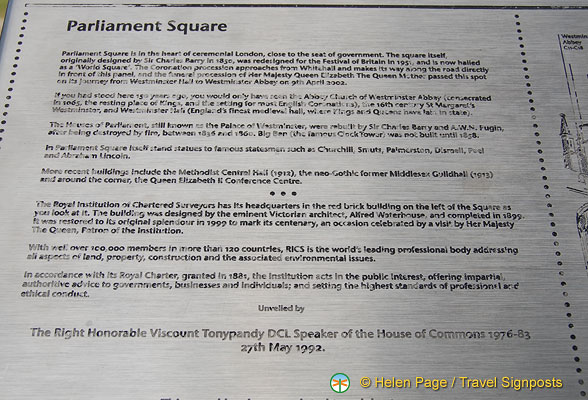 Parliament Square
Parliament Square is in the heart of ceremonial London, close to the seat of government. The square itself,
originally designed by Sir Charles Barry in 1850, was redesigned for the Festival of Britain in 1951, and is now hailed
as a 'World Square'. The Coronation procession approaches from Whitehall and makes its way along the road directly
in front of this panel, and the funeral procession of Her Majesty Queen Elizabeth The Queen Mother passed this spot
on its journey from Westminster Hall to Westminster Abbey on 9th April 2002.
If you had stood here 150 years ago, you would only have seen the Abbey Church of Westminster Abbey (consecrated
in 1065, the resting place of Kings, and the setting for most English Coronations), the 16th century St Margaret's
Westminster, and Westminster Hall (England's finest medieval hall, where Kings and Queens have lain in state).
The Houses of Parliament, still known as the Palace of Westminster, were rebuilt by Sir Charles Barry and A.W.N. Pugin,
after being destroyed by fire, between 1836 and 1860. Big Ben (the famous Clock Tower) was not built until 1858.
In Parliament Square itself stand statues to famous statesmen such as Churchill, Smuts, Palmerston, Disraeli, Peel
and Abraham Lincoln.
More recent buildings include the Methodist Central Hall (1912), the neo-Gothic former Middlesex Guildhall (1913)
and around the corner, the Queen Elizabeth II Conference Centre.
The Royal Institution of Chartered Surveyors has its headquarters in the red brick building on the left of the Square as
you look at it. The building was designed by the eminent Victorian architect, Alfred Waterhouse, and completed in 1899.
It was restored to its original splendour in 1999 to mark its centenary, an occasion celebrated by a visit by Her Majesty
The Queen, Patron of the Institution.
With well over 100,000 members in more than 120 countries, RICS is the world's leading professional body addressing
all aspects of land, property, construction and the associated environmental issues.
In accordance with its Royal Charter, granted in 1881, the Institution acts in the public interest, offering impartial,
authoritive advice to governments, businesses and individuals; and setting the highest standards of professional and
ethical conduct.
Unveiled by
The Right Honorable Viscount Tonypandy DCL Speaker of the House of Commons 1976-83
27th May 1992.
Westminster
Abbey
© Helen Page / Travel Signposts